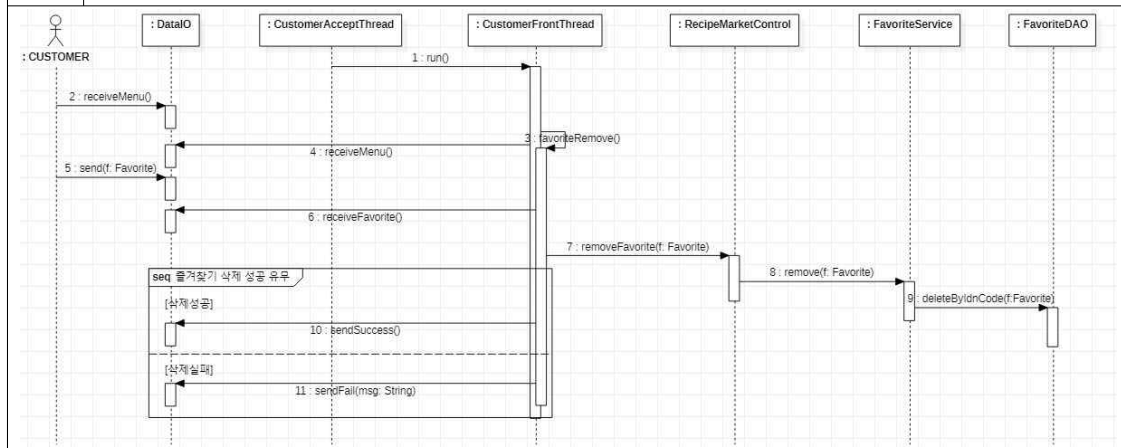 : DataIO
: CustomerAcceptThread
: CustomerFrontThread
: RecipeMarketControl
: FavoriteService
: FavoriteDAO
: CUSTOMER
1 : run()
2 : receiveMenu()
3 : favoriteRemove()
4 : receiveMenu()
5 : send(f: Favorite)
6 : receiveFavorite()
7 : removeFavorite(f: Favorite)
8 : remove(f: Favorite)
9 : deleteByIdnCode(f:Favorite)
seq 즐겨찾기 삭제 성공 유무
[삭제성공]
10 : sendSuccess()
[삭제실패]
11 : sendFail(msg: String)